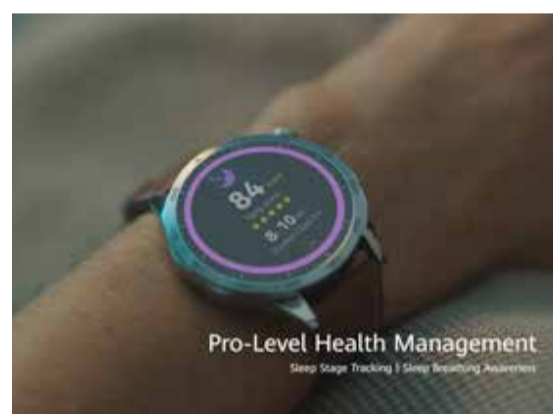 84
8-10
Pro-Level Health Management
Sleep Stage Tracking | Sleep Breathing Awareness